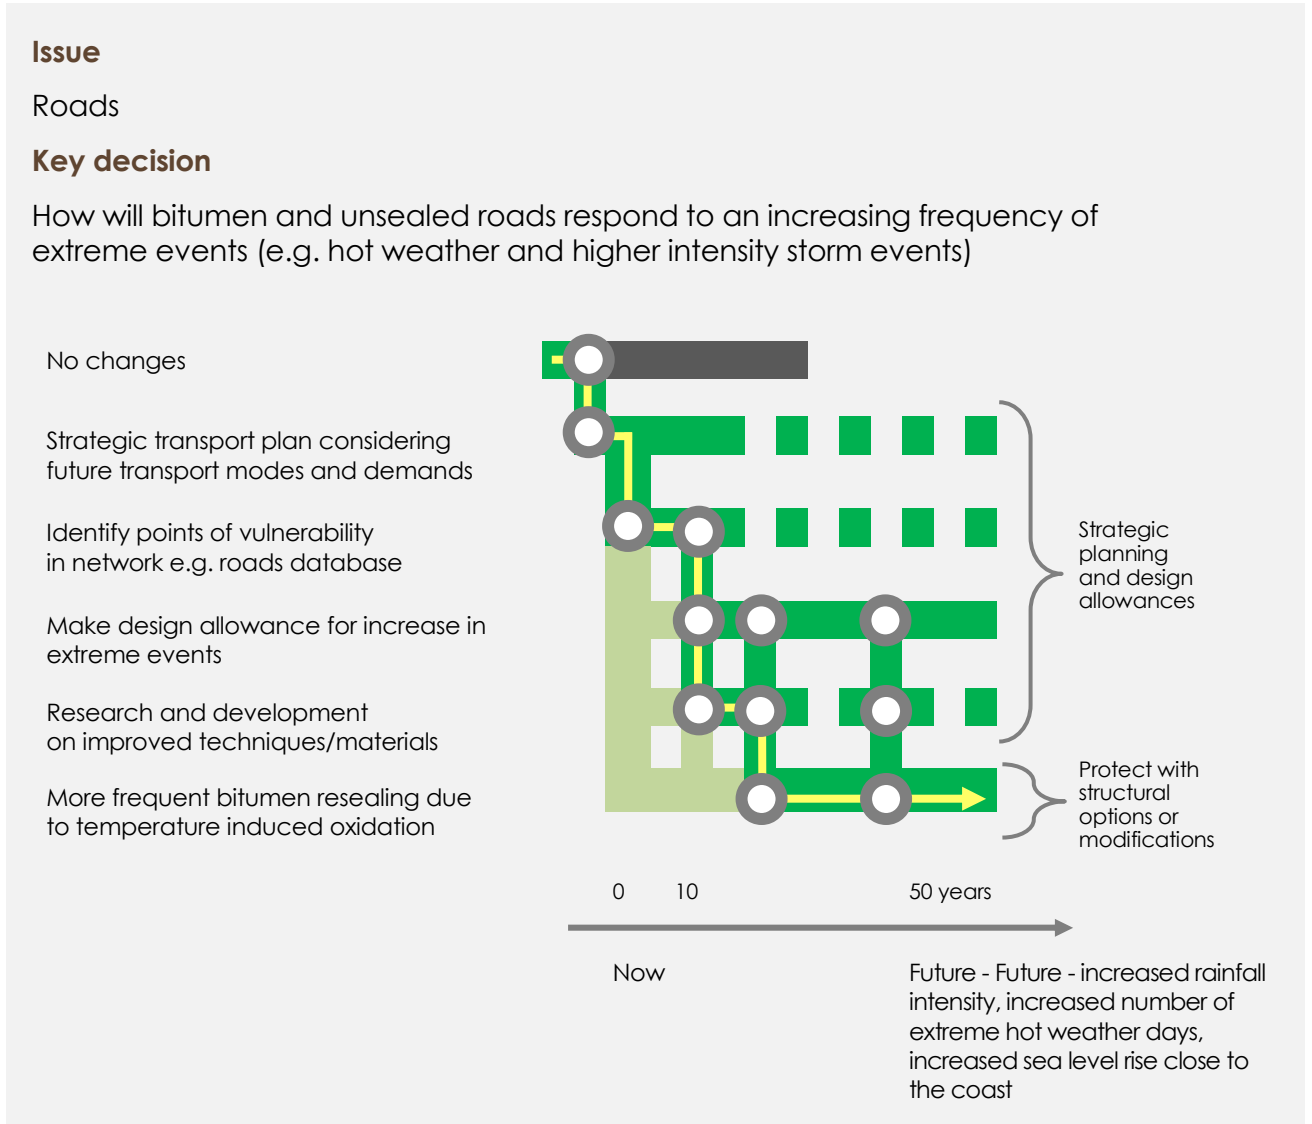 Issue
Roads
Key decision
How will bitumen and unsealed roads respond to an increasing frequency of
extreme events (e.g. hot weather and higher intensity storm events)
No changes
Strategic transport plan considering
future transport modes and demands
Identify points of vulnerability
in network e.g. roads database
Make design allowance for increase in
extreme events
Research and development
on improved techniques/materials
More frequent bitumen resealing due
to temperature induced oxidation
Strategic
planning
and design
allowances
Protect with
structural
options or
modifications
0
10
50 years
Now
Future - Future - increased rainfall
intensity, increased number of
extreme hot weather days,
increased sea level rise close to
the coast